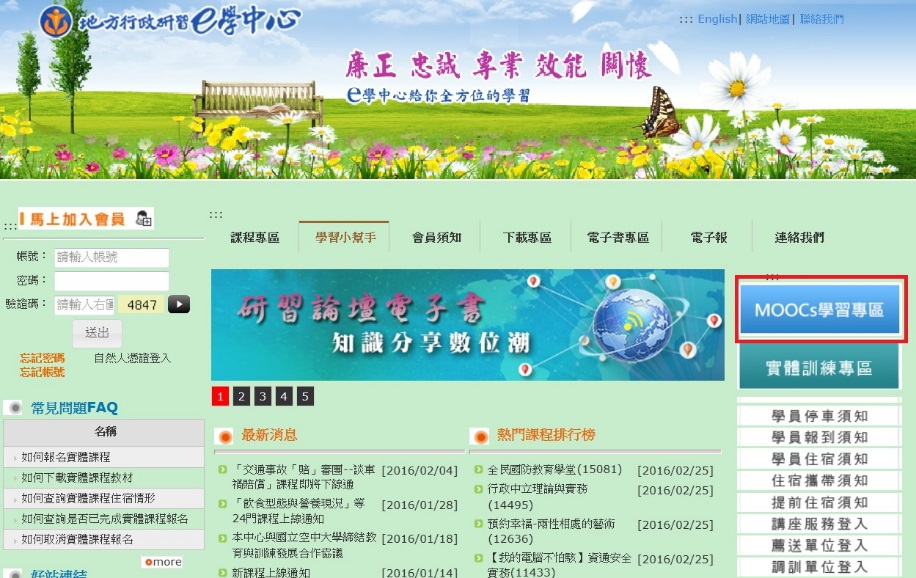 地方行政研習e學中心
::: English| 網站地圖| 聯絡我們
廉正 忠誠 專業 效能 關懷
e學中心給你全方位的學習
:::
馬上加入會員
帳號：
請輸入帳號
密碼：
驗證碼：
請輸入右圖
4847
送出
忘記密碼
自然人憑證登入
忘記帳號
常見問題FAQ
名稱
如何報名實體課程
如何下載實體課程教材
如何查詢實體課程住宿情形
如何查詢是否已完成實體課程報名
如何取消實體課程報名
more
好站連結
:::
課程專區
學習小幫手
會員須知
下載專區
電子書專區
電子報
連絡我們
研習論壇電子書
知識分享數位潮
1 2 3 4 5
最新消息
「交通事故「賠」審團--談車 [2016/02/04]
禍賠償」課程即將下線通
「飲食型態與營養現況」等 [2016/01/28]
24門課程上線通知
本中心與國立空中大學締結教 [2016/01/18]
育與訓練發展合作協議
新課程上線通知 [2016/01/14]
熱門課程排行榜
全民國防教育學堂(15081) [2016/02/25]
行政中立理論與實務 [2016/02/25]
(14495)
預約幸福-兩性相處的藝術 [2016/02/25]
(12636)
【我的電腦不怕駭】資通安全 [2016/02/25]
實務(11433)
:::
MOOCs學習專區
實體訓練專區
學員停車須知
學員報到須知
學員住宿須知
住宿攜帶須知
提前住宿須知
講座服務登入
薦送單位登入
調訓單位登入